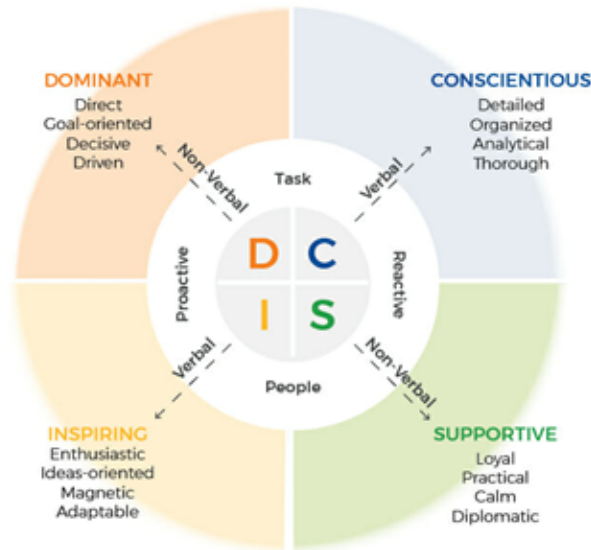 DOMINANT
Direct
Goal-oriented
Decisive
Driven
CONSCIENTIOUS
Detailed
Organized
Analytical
Thorough
Non-Verbal
Task
Verbal
Proactive
D C
I S
Reactive
Verbal
People
Non-Verbal
INSPIRING
Enthusiastic
Ideas-oriented
Magnetic
Adaptable
SUPPORTIVE
Loyal
Practical
Calm
Diplomatic